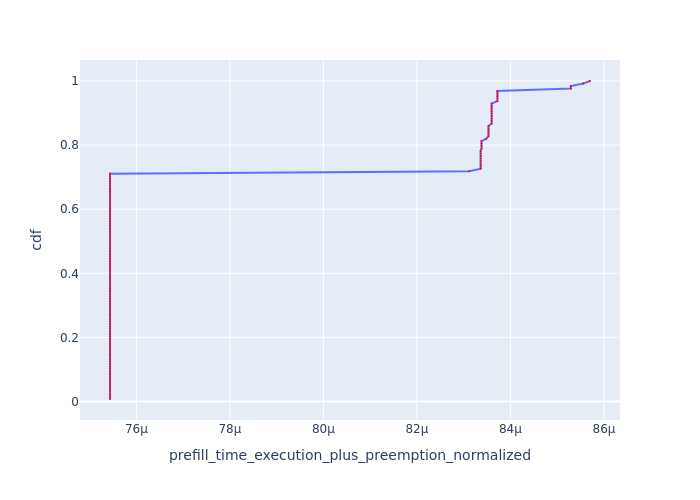 1
0.8
0.6
0.4
0.2
0
cdf
76μ 78μ 80μ 82μ 84μ 86μ
prefill_time_execution_plus_preemption_normalized